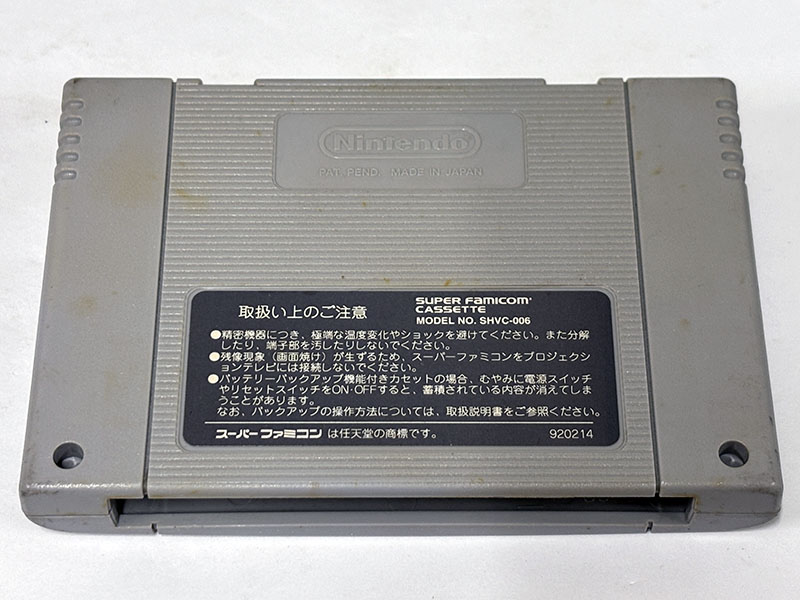 Nintendo
PAT. PEND. MADE IN JAPAN
取扱い上のご注意
SUPER FAMICOM
CASSETTE
MODEL NO. SHVC-006
●精密機器につき、極端な温度変化やショックを避けてください。また分解
したり、端子部を汚したりしないでください。
●残像現象（画面焼け）が生ずるため、スーパーファミコンをプロジェクシ
ョンテレビには接続しないでください。
●バッテリーバックアップ機能付きカセットの場合、むやみに電源スイッチ
やリセットスイッチをON・OFFすると、蓄積されている内容が消えてしま
うことがあります。
なお、バックアップの操作方法については、取扱説明書をご参照ください。
スーパーファミコン は任天堂の商標です。
920214